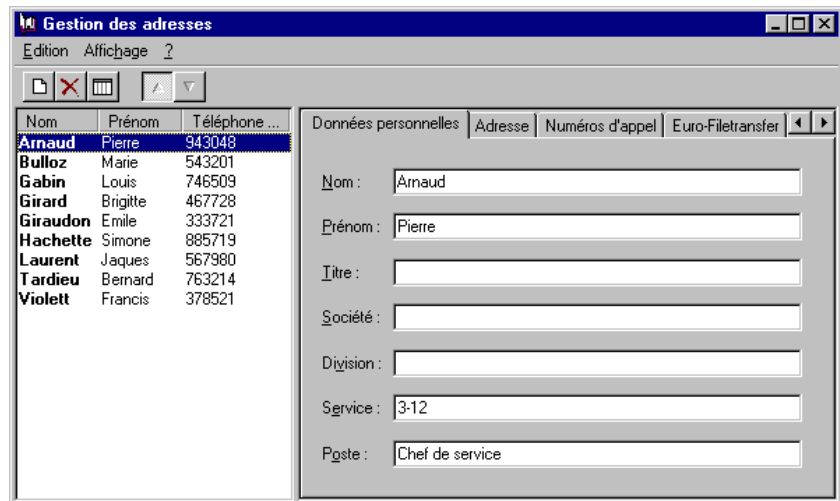 Gestion des adresses
Edition Affichage ?
Nom Prénom Téléphone ...
Arnaud Pierre 943048
Bulloz Marie 543201
Gabin Louis 746509
Girard Brigitte 467728
Giraudon Emile 333721
Hachette Simone 885719
Laurent Jaques 567980
Tardieu Bernard 763214
Violett Francis 378521
Données personnelles Adresse Numéros d'appel Euro-Filetransfer
Nom : Arnaud
Prénom : Pierre
Titre :
Société :
Division :
Service : 3-12
Poste : Chef de service